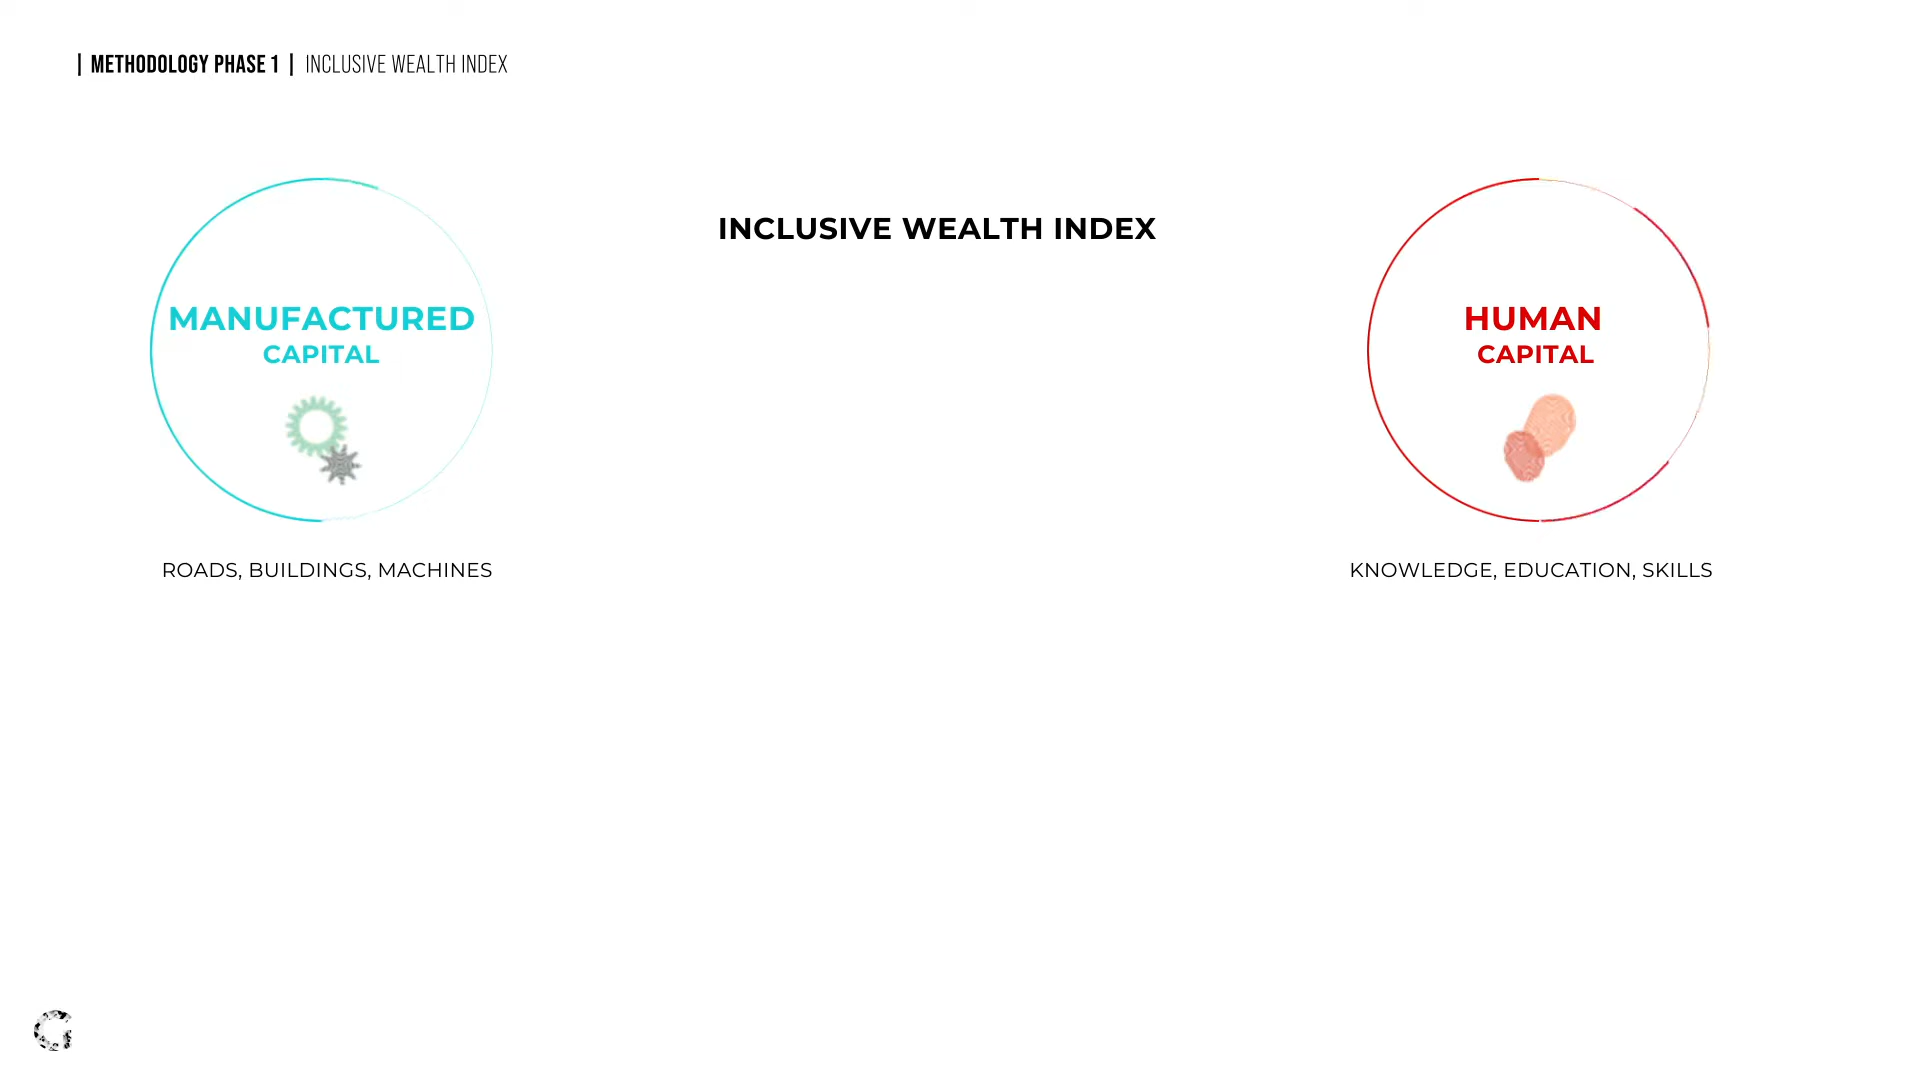 | METHODOLOGY PHASE 1 | INCLUSIVE WEALTH INDEX
INCLUSIVE WEALTH INDEX
MANUFACTURED
CAPITAL
ROADS, BUILDINGS, MACHINES
HUMAN
CAPITAL
KNOWLEDGE, EDUCATION, SKILLS
G